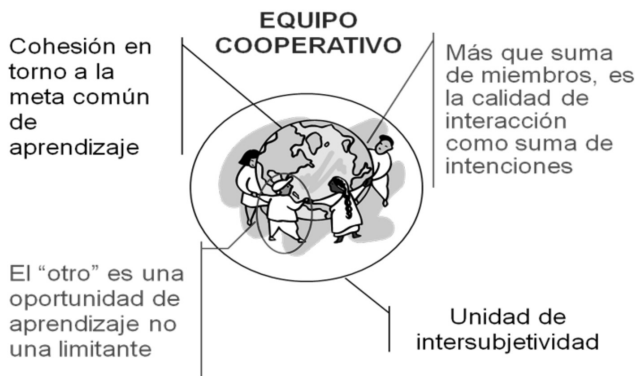 EQUIPO
COOPERATIVO
Cohesión en
torno a la
meta común
de
aprendizaje
Más que suma
de miembros, es
la calidad de
interacción
como suma de
intenciones
El “otro” es una
oportunidad de
aprendizaje no
una limitante
Unidad de
intersubjetividad